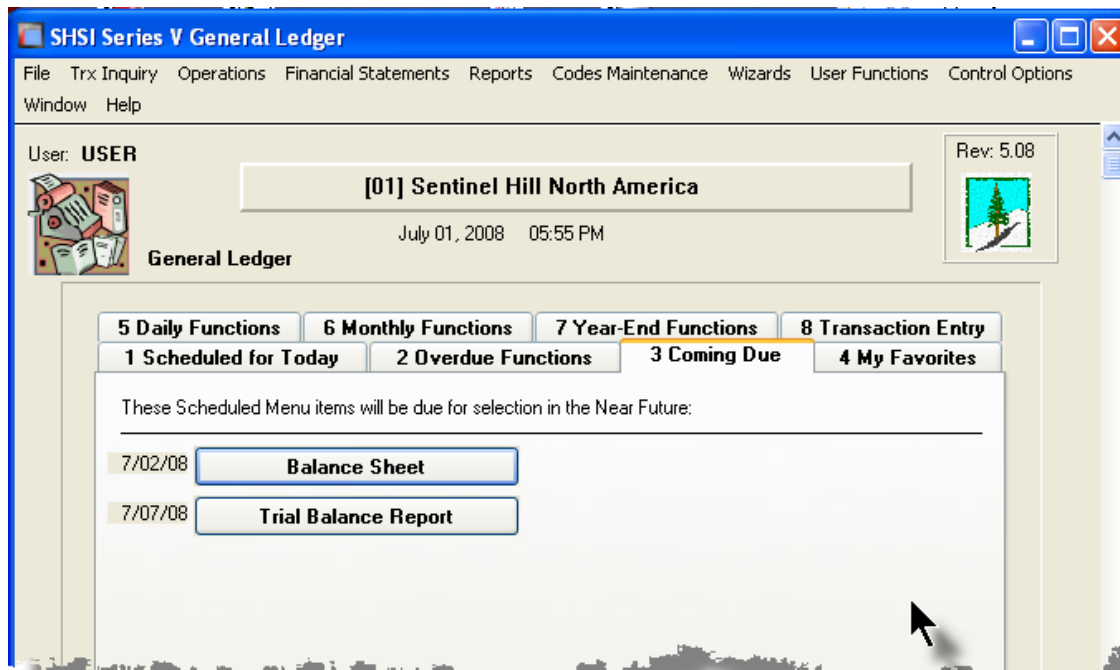 SHSI Series V General Ledger
File Trx Inquiry Operations Financial Statements Reports Codes Maintenance Wizards User Functions Control Options
Window Help
User: USER
Rev: 5.08
[01] Sentinel Hill North America
July 01, 2008 05:55 PM
General Ledger
5 Daily Functions 6 Monthly Functions 7 Year-End Functions 8 Transaction Entry
1 Scheduled for Today 2 Overdue Functions 3 Coming Due 4 My Favorites
These Scheduled Menu items will be due for selection in the Near Future:
7/02/08 Balance Sheet
7/07/08 Trial Balance Report